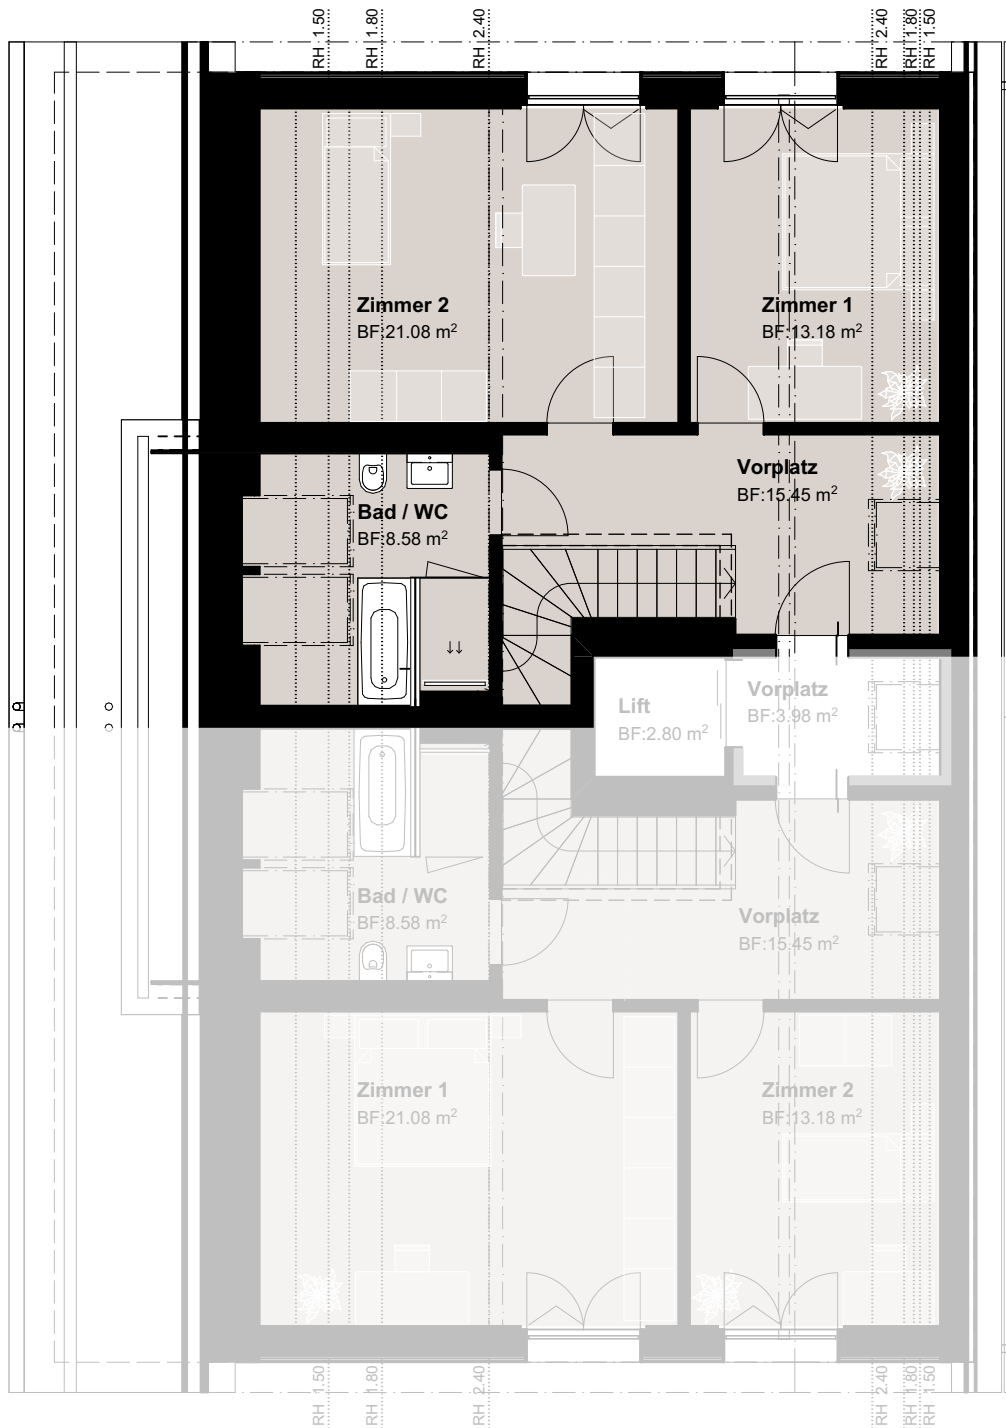 RH 1.50
RH 1.80
RH 2.40
RH 2.40
RH 1.80
RH 1.50
Zimmer 2
BF:21.08 m²
Zimmer 1
BF:13.18 m²
Vorplatz
BF:15.45 m²
Bad / WC
BF:8.58 m²
Lift
BF:2.80 m²
Vorplatz
BF:3.98 m²
Bad / WC
BF:8.58 m²
Vorplatz
BF:15.45 m²
Zimmer 1
BF:21.08 m²
Zimmer 2
BF:13.18 m²
RH 1.50
RH 1.80
RH 2.40
RH 2.40
RH 1.80
RH 1.50